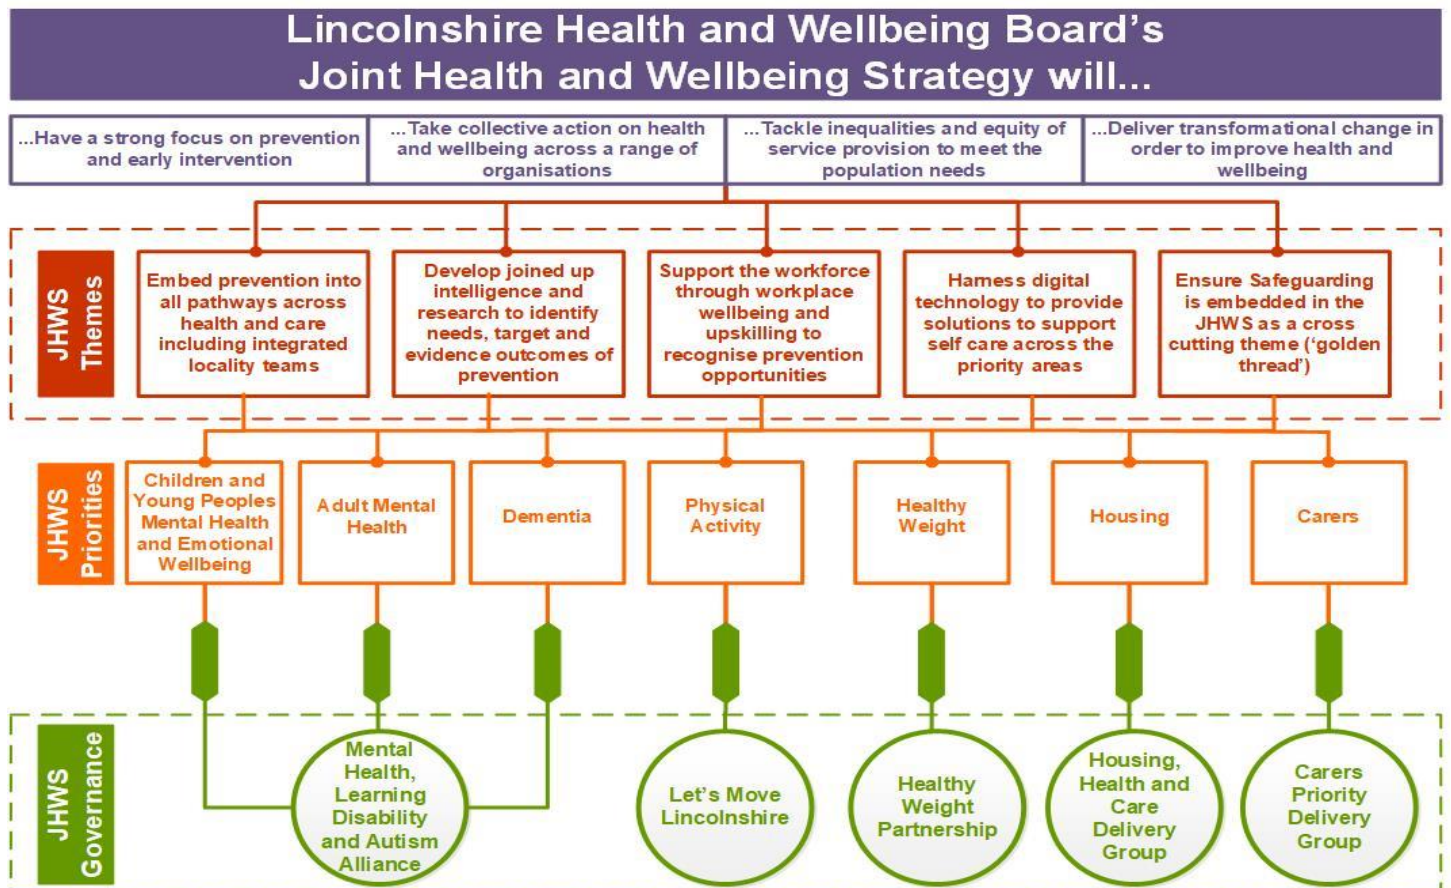 Lincolnshire Health and Wellbeing Board's
Joint Health and Wellbeing Strategy will...
...Have a strong focus on prevention
and early intervention
...Take collective action on health
and wellbeing across a range of
organisations
...Tackle inequalities and equity of
service provision to meet the
population needs
...Deliver transformational change in
order to improve health and
wellbeing
JHWS
Themes
Embed prevention into
all pathways across
health and care
including integrated
locality teams
Develop joined up
intelligence and
research to identify
needs, target and
evidence outcomes of
prevention
Support the workforce
through workplace
wellbeing and
upskilling to
recognise prevention
opportunities
Harness digital
technology to provide
solutions to support
self care across the
priority areas
Ensure Safeguarding
is embedded in the
JHWS as a cross
cutting theme ('golden
thread')
JHWS
Priorities
Children and
Young Peoples
Mental Health
and Emotional
Wellbeing
Adult Mental
Health
Dementia
Physical
Activity
Healthy
Weight
Housing
Carers
JHWS
Governance
Mental
Health,
Learning
Disability
and Autism
Alliance
Let's Move
Lincolnshire
Healthy
Weight
Partnership
Housing,
Health and
Care
Delivery
Group
Carers
Priority
Delivery
Group